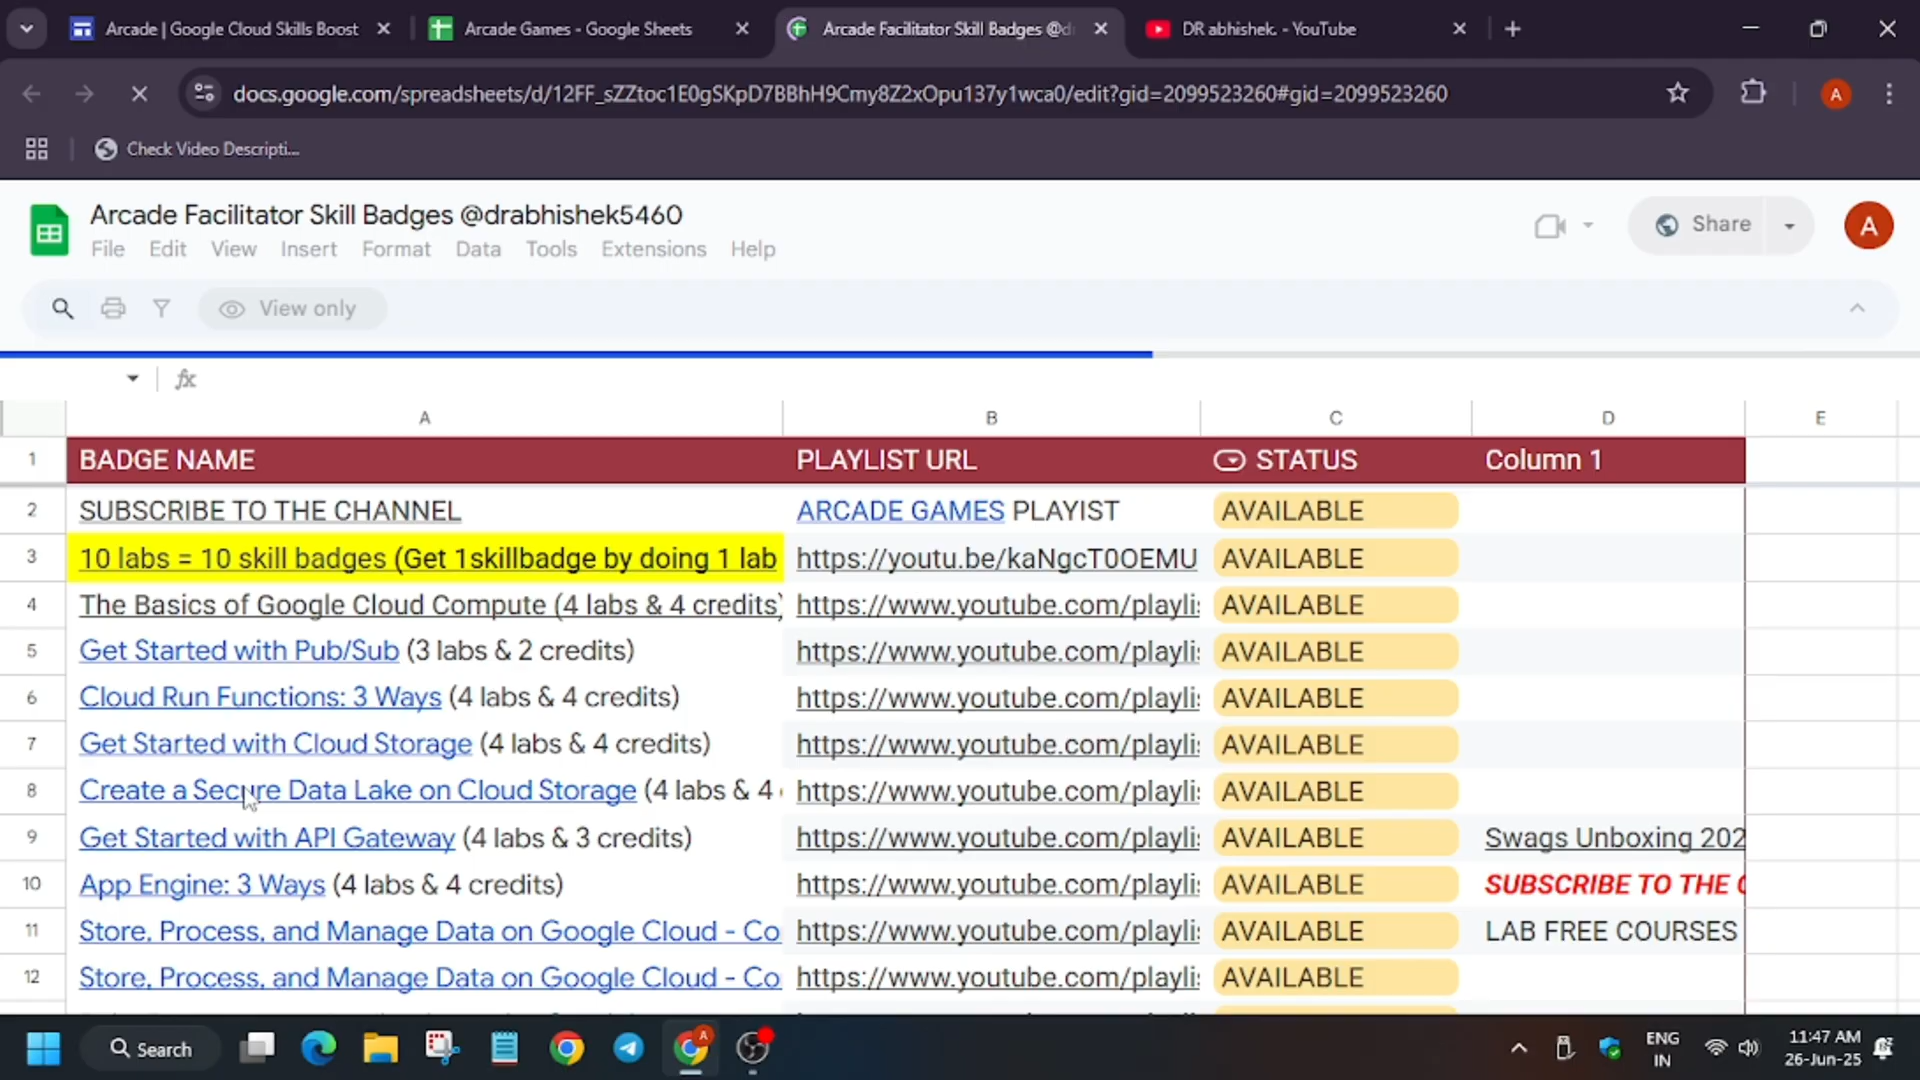 Arcade | Google Cloud Skills Boost
Arcade Games - Google Sheets
Arcade Facilitator Skill Badges @d
DR abhishek. - YouTube
docs.google.com/spreadsheets/d/12FF_sZZtoc1E0gSKpD7BBhH9Cmy8Z2xOpu137y1wca0/edit?gid=2099523260#gid=2099523260
A
Check Video Descripti...
Arcade Facilitator Skill Badges @drabhishek5460
File Edit View Insert Format Data Tools Extensions Help
Share
A
View only
fx
A B C D E
1 BADGE NAME PLAYLIST URL STATUS Column 1
2 SUBSCRIBE TO THE CHANNEL ARCADE GAMES PLAYIST AVAILABLE
3 10 labs = 10 skill badges (Get 1skillbadge by doing 1 lab https://youtu.be/kaNgcT0OEMU AVAILABLE
4 The Basics of Google Cloud Compute (4 labs & 4 credits) https://www.youtube.com/playlis AVAILABLE
5 Get Started with Pub/Sub (3 labs & 2 credits) https://www.youtube.com/playlis AVAILABLE
6 Cloud Run Functions: 3 Ways (4 labs & 4 credits) https://www.youtube.com/playlis AVAILABLE
7 Get Started with Cloud Storage (4 labs & 4 credits) https://www.youtube.com/playlis AVAILABLE
8 Create a Secure Data Lake on Cloud Storage (4 labs & 4 https://www.youtube.com/playlis AVAILABLE
9 Get Started with API Gateway (4 labs & 3 credits) https://www.youtube.com/playlis AVAILABLE Swags Unboxing 202
10 App Engine: 3 Ways (4 labs & 4 credits) https://www.youtube.com/playlis AVAILABLE SUBSCRIBE TO THE C
11 Store, Process, and Manage Data on Google Cloud - Co https://www.youtube.com/playlis AVAILABLE LAB FREE COURSES
12 Store, Process, and Manage Data on Google Cloud - Co https://www.youtube.com/playlis AVAILABLE
Search
A
ENG
IN
11:47 AM
26-Jun-25